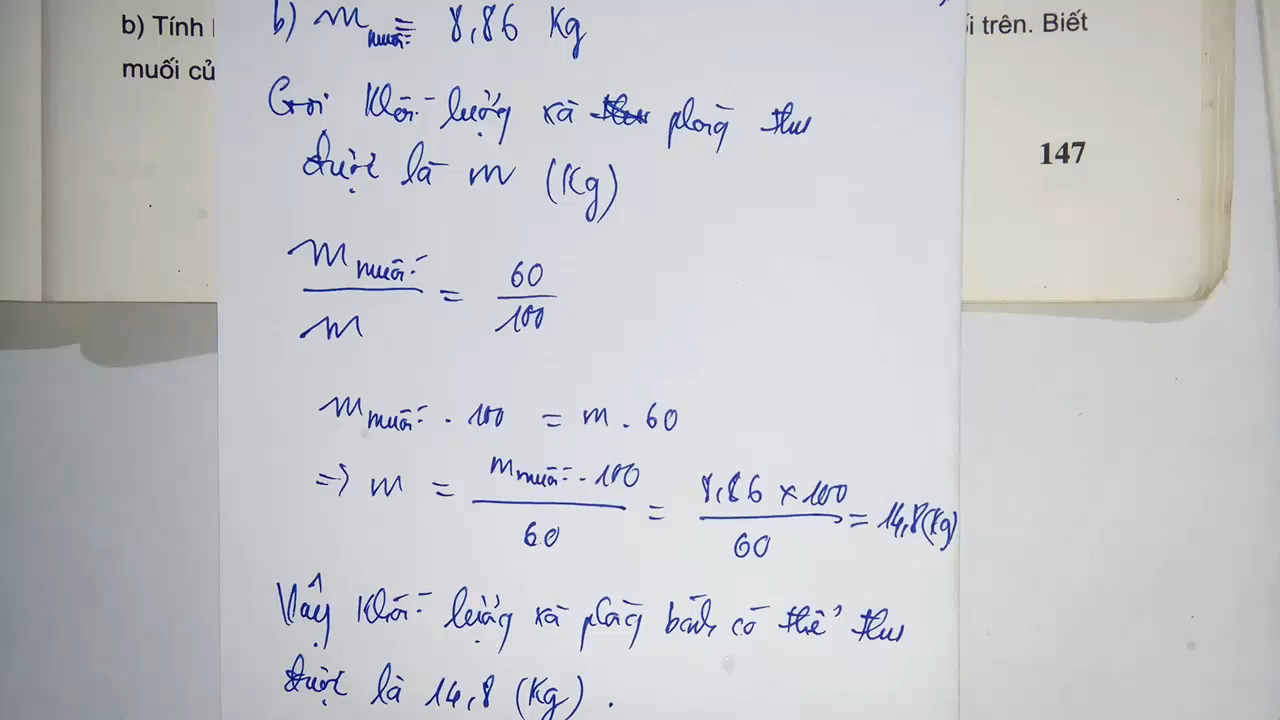 b) m muối = 8,86 Kg
b) Tính
i trên. Biết
muối củ
Gọi khối lượng xà phòng thu
được là m (Kg)
147
m muối / m = 60 / 100
m muối . 100 = m . 60
=> m = m muối . 100 / 60 = 8,86 x 100 / 60 = 14,8 (Kg)
Vậy khối lượng xà phòng bánh có thể thu
được là 14,8 (Kg) .